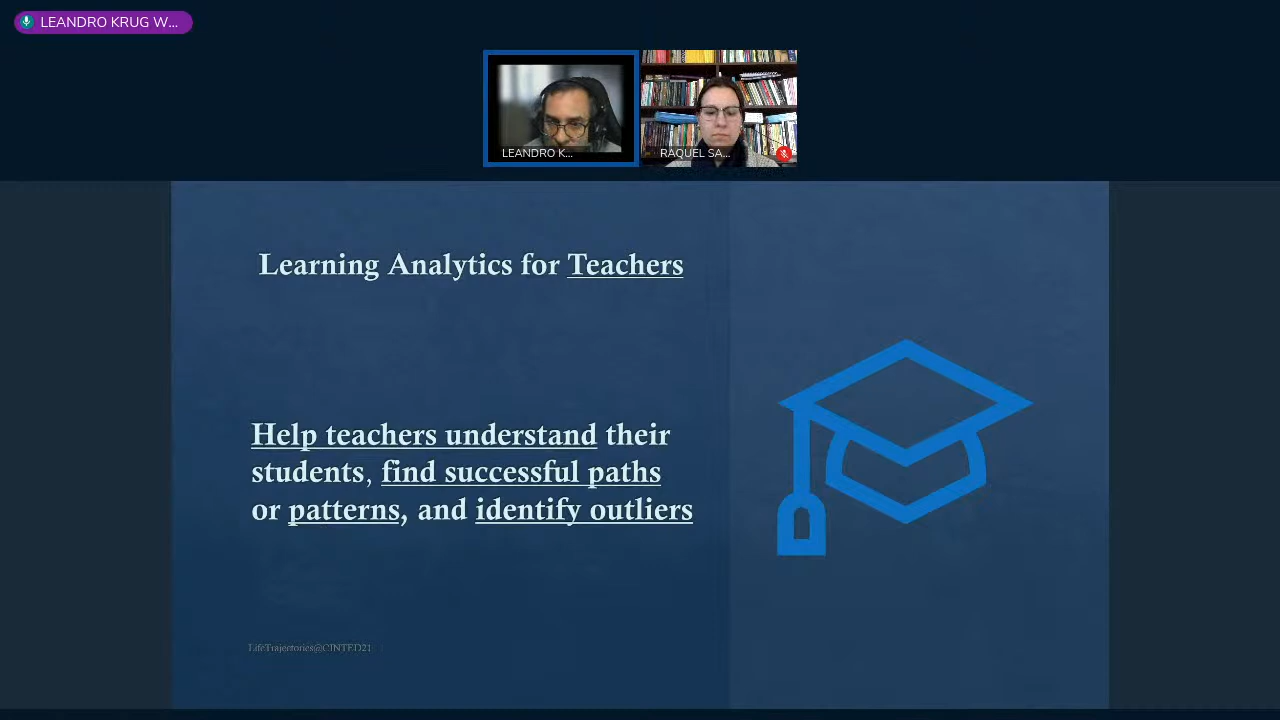 LEANDRO KRUG W...
LEANDRO K...
RAQUEL SA...
Learning Analytics for Teachers
Help teachers understand their
students, find successful paths
or patterns, and identify outliers
LifeTrajectories@CINTED21